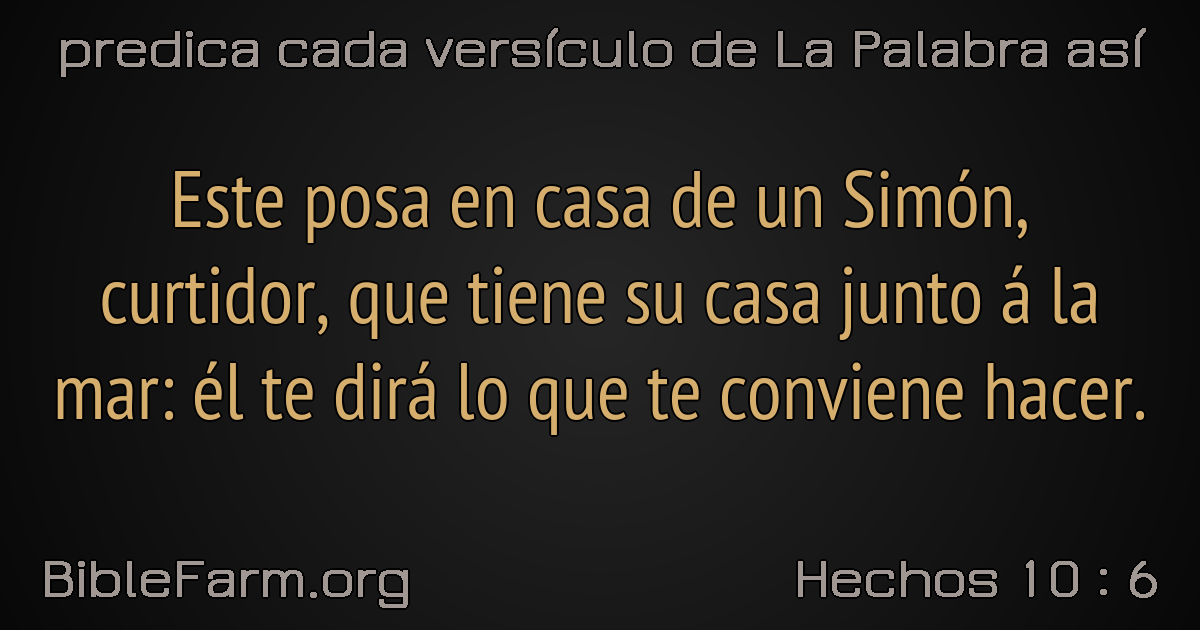 predica cada versículo de La Palabra así
Este posa en casa de un Simón,
curtidor, que tiene su casa junto á la
mar: él te dirá lo que te conviene hacer.
BibleFarm.org
Hechos 10 : 6